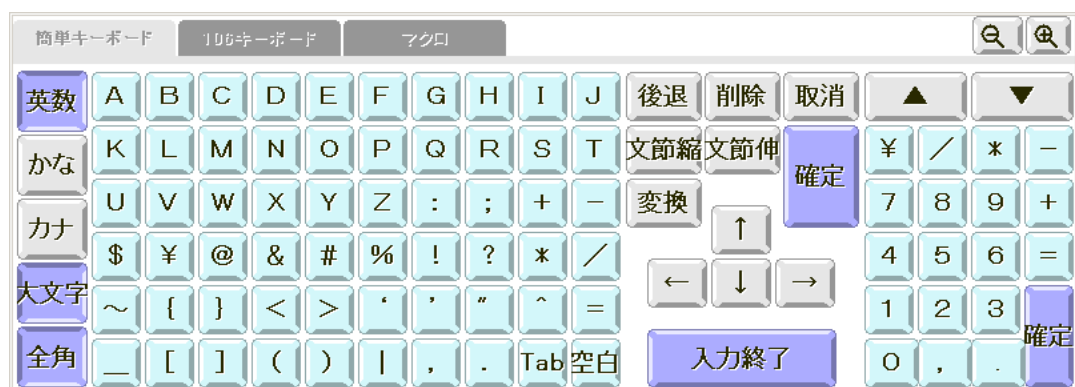 簡単キーボード 106キーボード マクロ
英数 A B C D E F G H I J 後退 削除 取消 ▲ ▼
かな K L M N O P Q R S T 文節縮 文節伸 確定 ¥ / * -
カナ U V W X Y Z : ; + - 変換 7 8 9 +
$ ¥ @ & # % ! ? * / ↑ 4 5 6 =
大文字 ~ { } < > ‘ ’ ” ^ = ← ↓ → 1 2 3 確定
全角 _ [ ] ( ) | , . Tab 空白 入力終了 0 , .